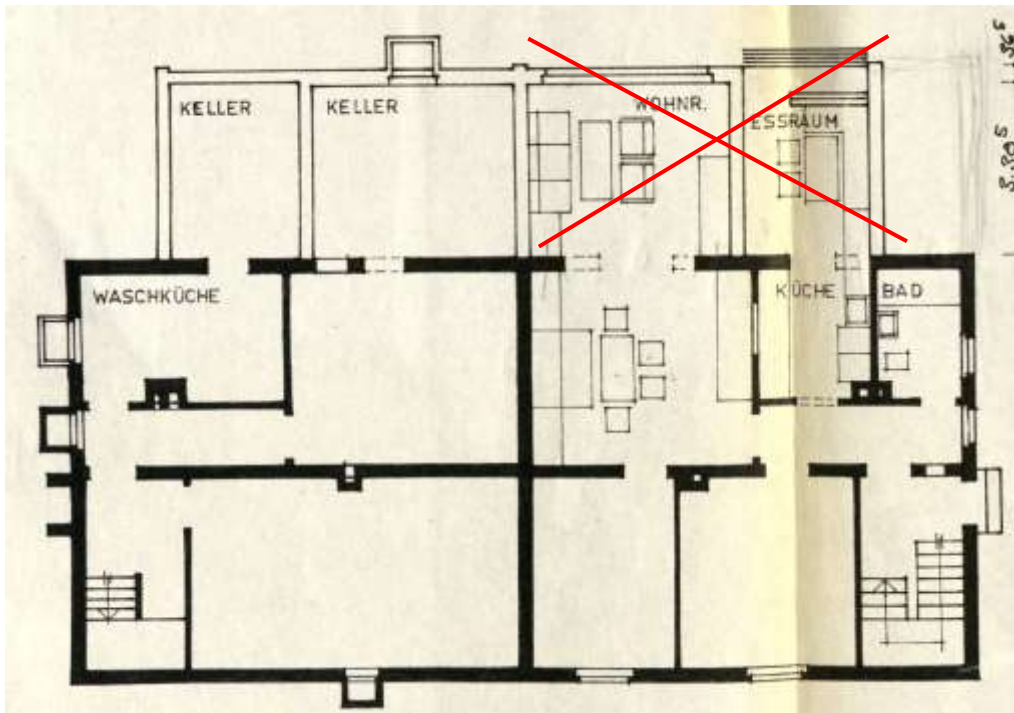 KELLER
KELLER
WOHNR.
ESSRAUM
WASCHKÜCHE
KÜCHE
BAD